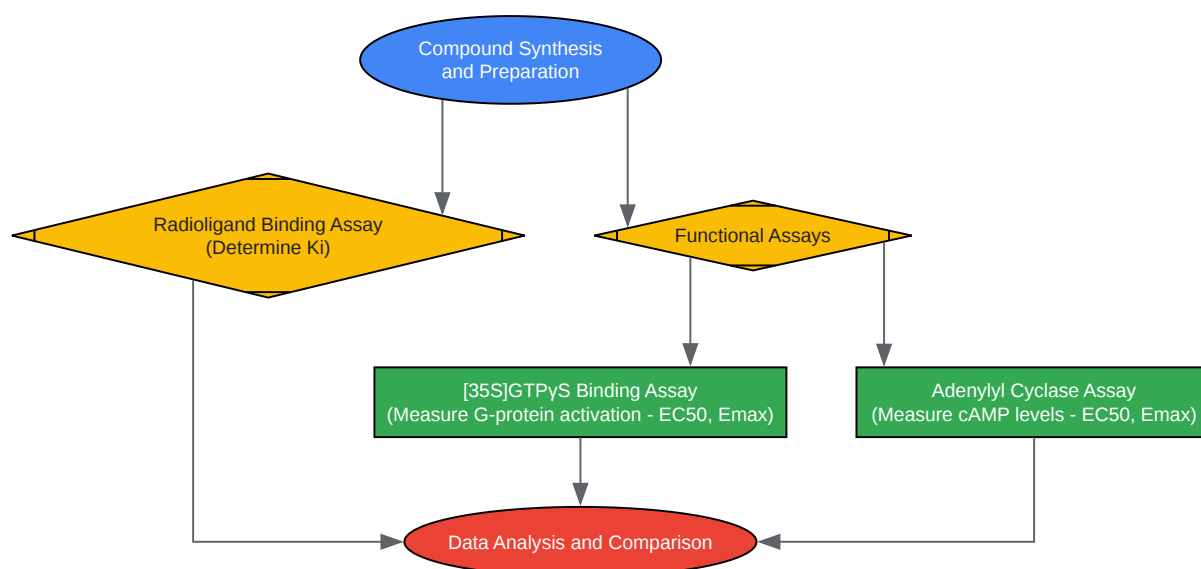 Compound Synthesis
and Preparation
Radioligand Binding Assay
(Determine Ki)
Functional Assays
[35S]GTPγS Binding Assay
(Measure G-protein activation - EC50, Emax)
Adenylyl Cyclase Assay
(Measure cAMP levels - EC50, Emax)
Data Analysis and Comparison